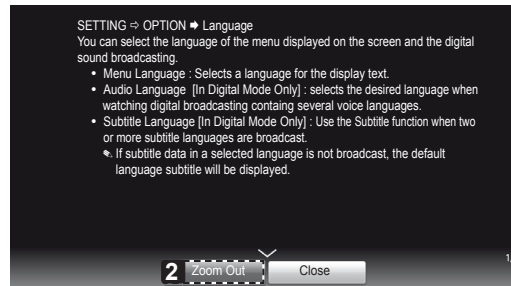 SETTING ⇨ OPTION ➡ Language
You can select the language of the menu displayed on the screen and the digital
sound broadcasting.
• Menu Language : Selects a language for the display text.
• Audio Language [In Digital Mode Only] : selects the desired language when
watching digital broadcasting containg several voice languages.
• Subtitle Language [In Digital Mode Only] : Use the Subtitle function when two
or more subtitle languages are broadcast.
If subtitle data in a selected language is not broadcast, the default
language subtitle will be displayed.
2 Zoom Out Close